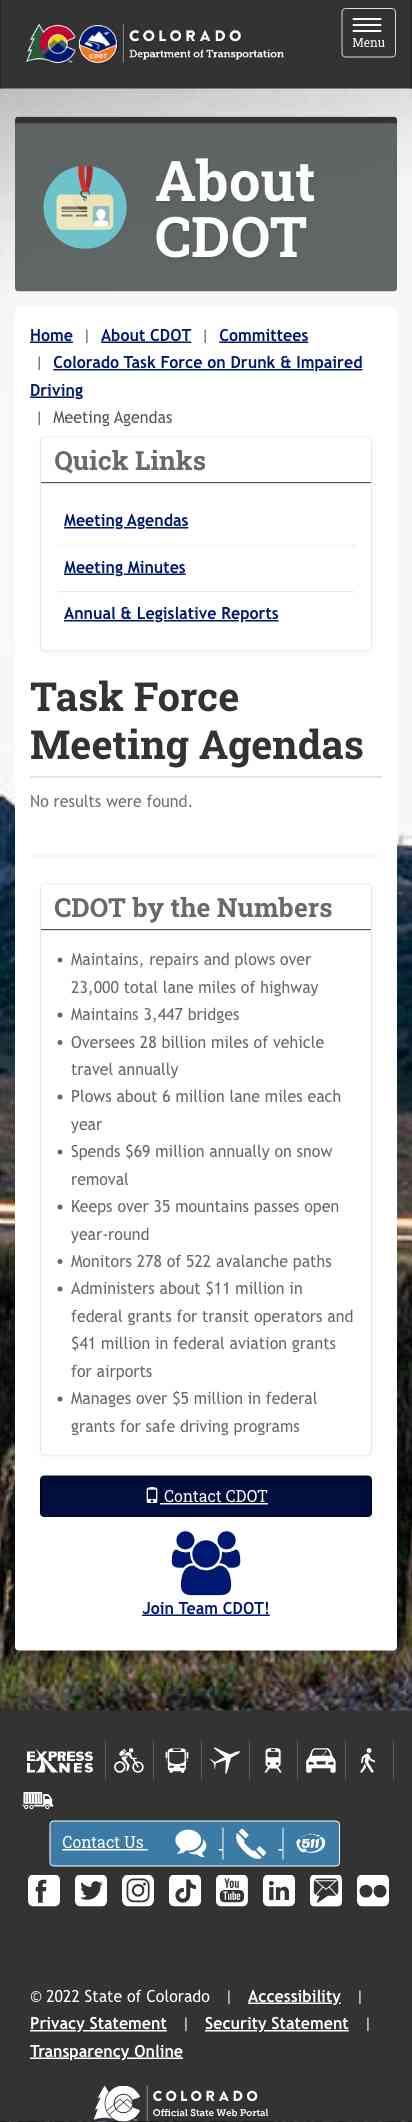 COLORADO
Department of Transportation
CDOT
Menu
About
CDOT
Home | About CDOT | Committees
| Colorado Task Force on Drunk & Impaired
Driving
| Meeting Agendas
Quick Links
Meeting Agendas
Meeting Minutes
Annual & Legislative Reports
Task Force
Meeting Agendas
No results were found.
CDOT by the Numbers
• Maintains, repairs and plows over
23,000 total lane miles of highway
• Maintains 3,447 bridges
• Oversees 28 billion miles of vehicle
travel annually
• Plows about 6 million lane miles each
year
• Spends $69 million annually on snow
removal
• Keeps over 35 mountains passes open
year-round
• Monitors 278 of 522 avalanche paths
• Administers about $11 million in
federal grants for transit operators and
$41 million in federal aviation grants
for airports
• Manages over $5 million in federal
grants for safe driving programs
Contact CDOT
Join Team CDOT!
EXPRESS
LANES
Contact Us
511
You
Tube
in
© 2022 State of Colorado | Accessibility |
Privacy Statement | Security Statement |
Transparency Online
COLORADO
Official State Web Portal